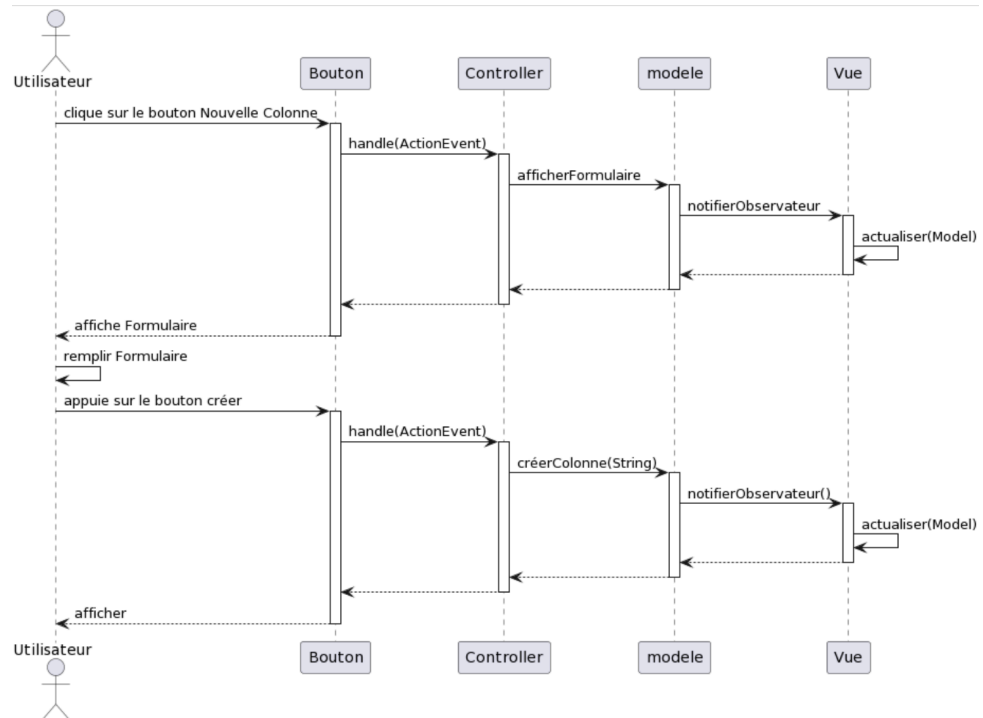 Utilisateur
Bouton
Controller
modele
Vue
clique sur le bouton Nouvelle Colonne
handle(ActionEvent)
afficherFormulaire
notifierObservateur
actualiser(Model)
affiche Formulaire
remplir Formulaire
appuie sur le bouton créer
handle(ActionEvent)
créerColonne(String)
notifierObservateur()
actualiser(Model)
afficher
Utilisateur
Bouton
Controller
modele
Vue